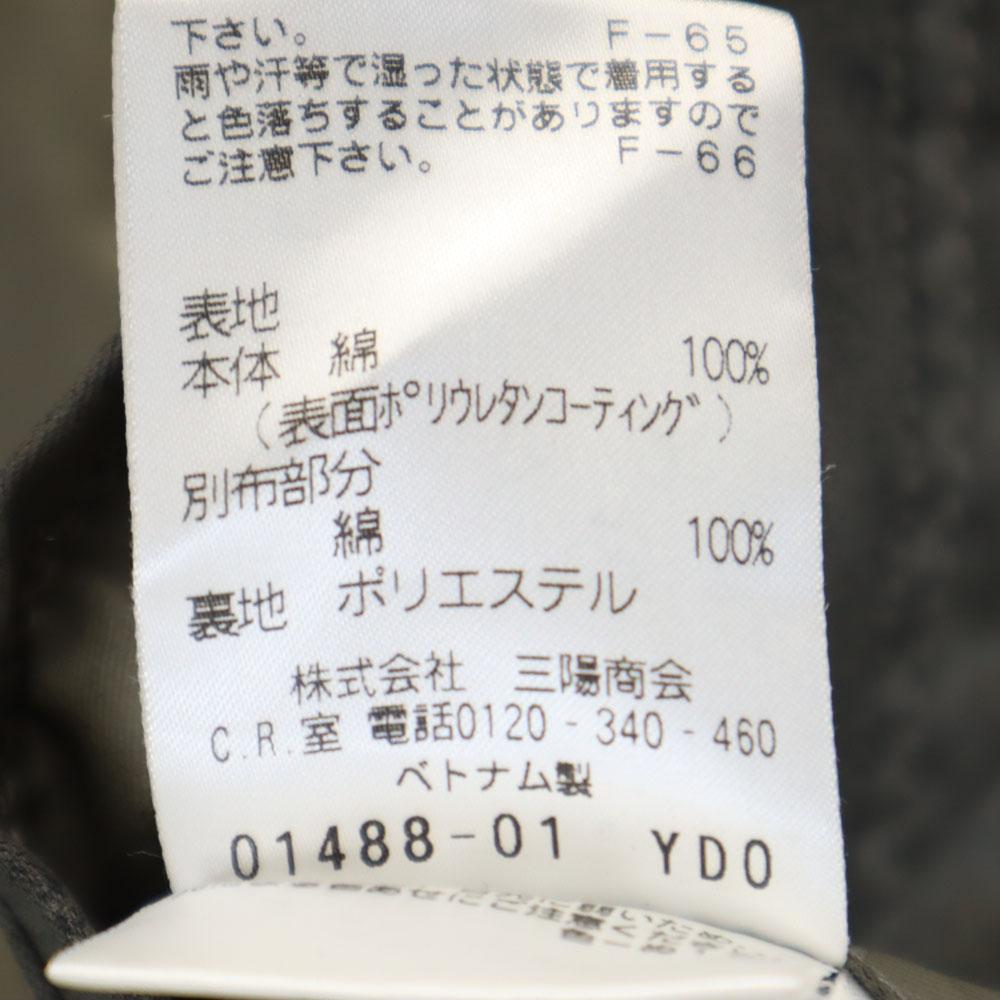 下さい。 F-65
雨や汗等で湿った状態で着用する
と色落ちすることがありますので
ご注意下さい。 F-66
表地
本体 綿 100%
(表面ポリウレタンコーティング)
別布部分
綿 100%
裏地 ポリエステル
株式会社 三陽商会
C.R.室 電話0120-340-460
ベトナム製
01488-01 YDO